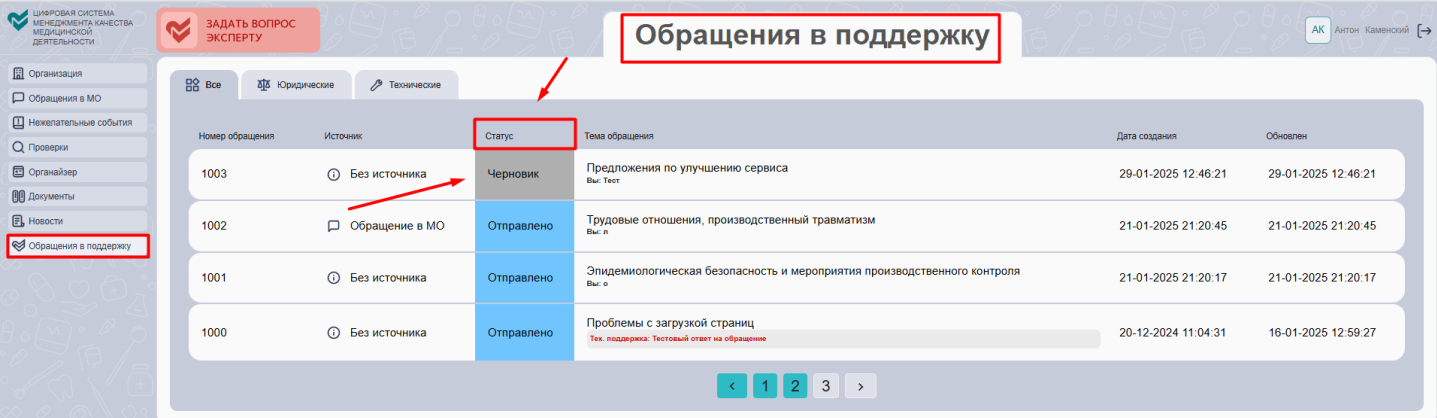 ЦИФРОВАЯ СИСТЕМА
МЕНЕДЖМЕНТА КАЧЕСТВА
МЕДИЦИНСКОЙ
ДЕЯТЕЛЬНОСТИ
ЗАДАТЬ ВОПРОС
ЭКСПЕРТУ
Обращения в поддержку
АК Антон Каменский
Организация
Обращения в МО
Нежелательные события
Проверки
Органайзер
Документы
Новости
Обращения в поддержку
Все Юридические Технические
Номер обращения Источник Статус Тема обращения Дата создания Обновлен
1003 Без источника Черновик Предложения по улучшению сервиса 29-01-2025 12:46:21 29-01-2025 12:46:21
Вы: Тест
1002 Обращение в МО Отправлено Трудовые отношения, производственный травматизм 21-01-2025 21:20:45 21-01-2025 21:20:45
Вы: л
1001 Без источника Отправлено Эпидемиологическая безопасность и мероприятия производственного контроля 21-01-2025 21:20:17 21-01-2025 21:20:17
Вы: о
1000 Без источника Отправлено Проблемы с загрузкой страниц 20-12-2024 11:04:31 16-01-2025 12:59:27
Тех. поддержка: Тестовый ответ на обращение
‹ 1 2 3 ›